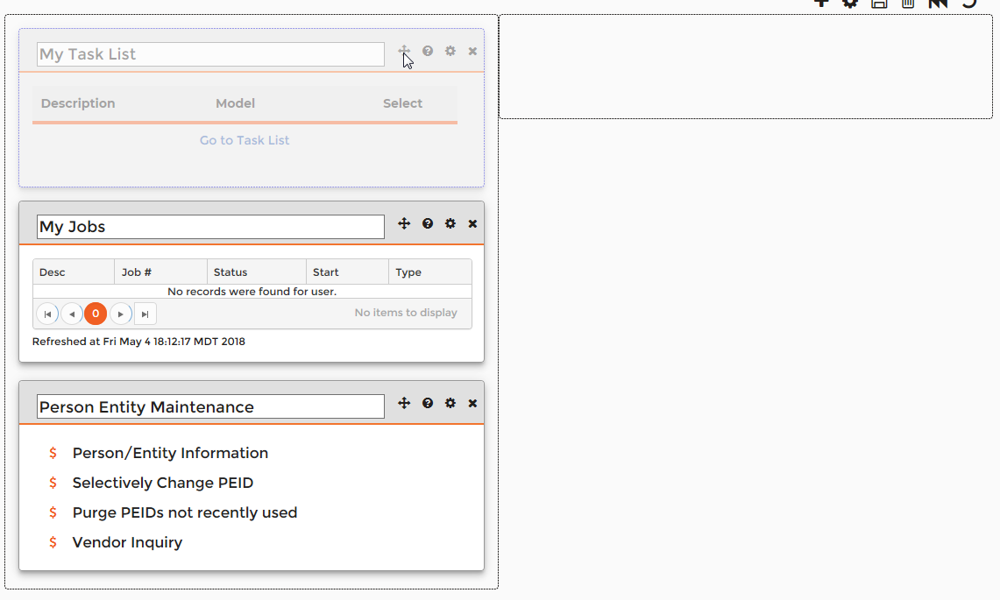 My Task List
Description Model Select
Go to Task List
My Jobs
Desc Job # Status Start Type
No records were found for user.
0 No items to display
Refreshed at Fri May 4 18:12:17 MDT 2018
Person Entity Maintenance
$ Person/Entity Information
$ Selectively Change PEID
$ Purge PEIDs not recently used
$ Vendor Inquiry